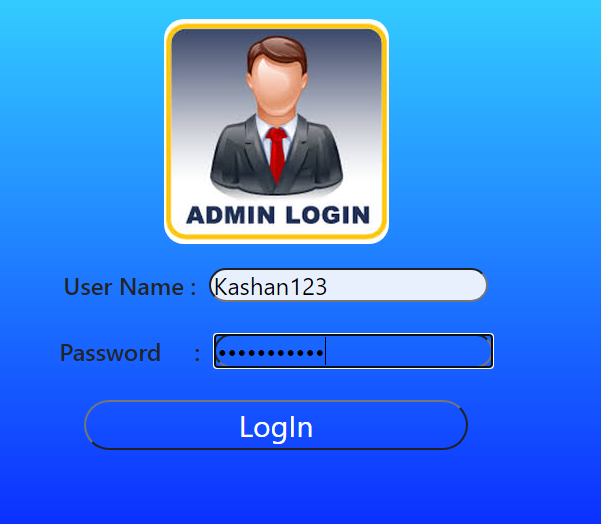 ADMIN LOGIN
User Name : Kashan123
Password : •••••••••••
LogIn